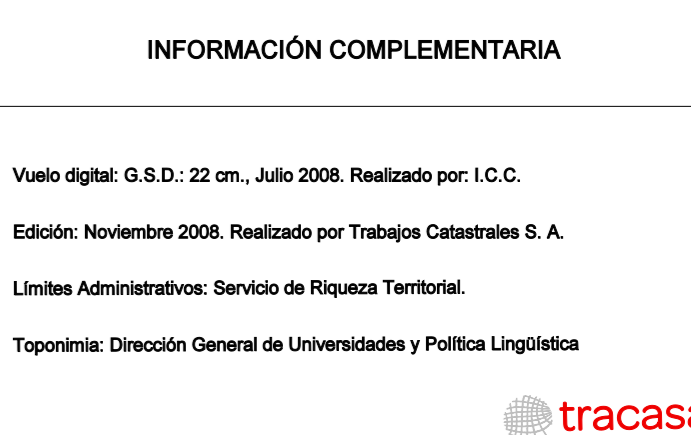 INFORMACIÓN COMPLEMENTARIA
Vuelo digital: G.S.D.: 22 cm., Julio 2008. Realizado por: I.C.C.
Edición: Noviembre 2008. Realizado por Trabajos Catastrales S. A.
Límites Administrativos: Servicio de Riqueza Territorial.
Toponimia: Dirección General de Universidades y Política Lingüística
tracasa